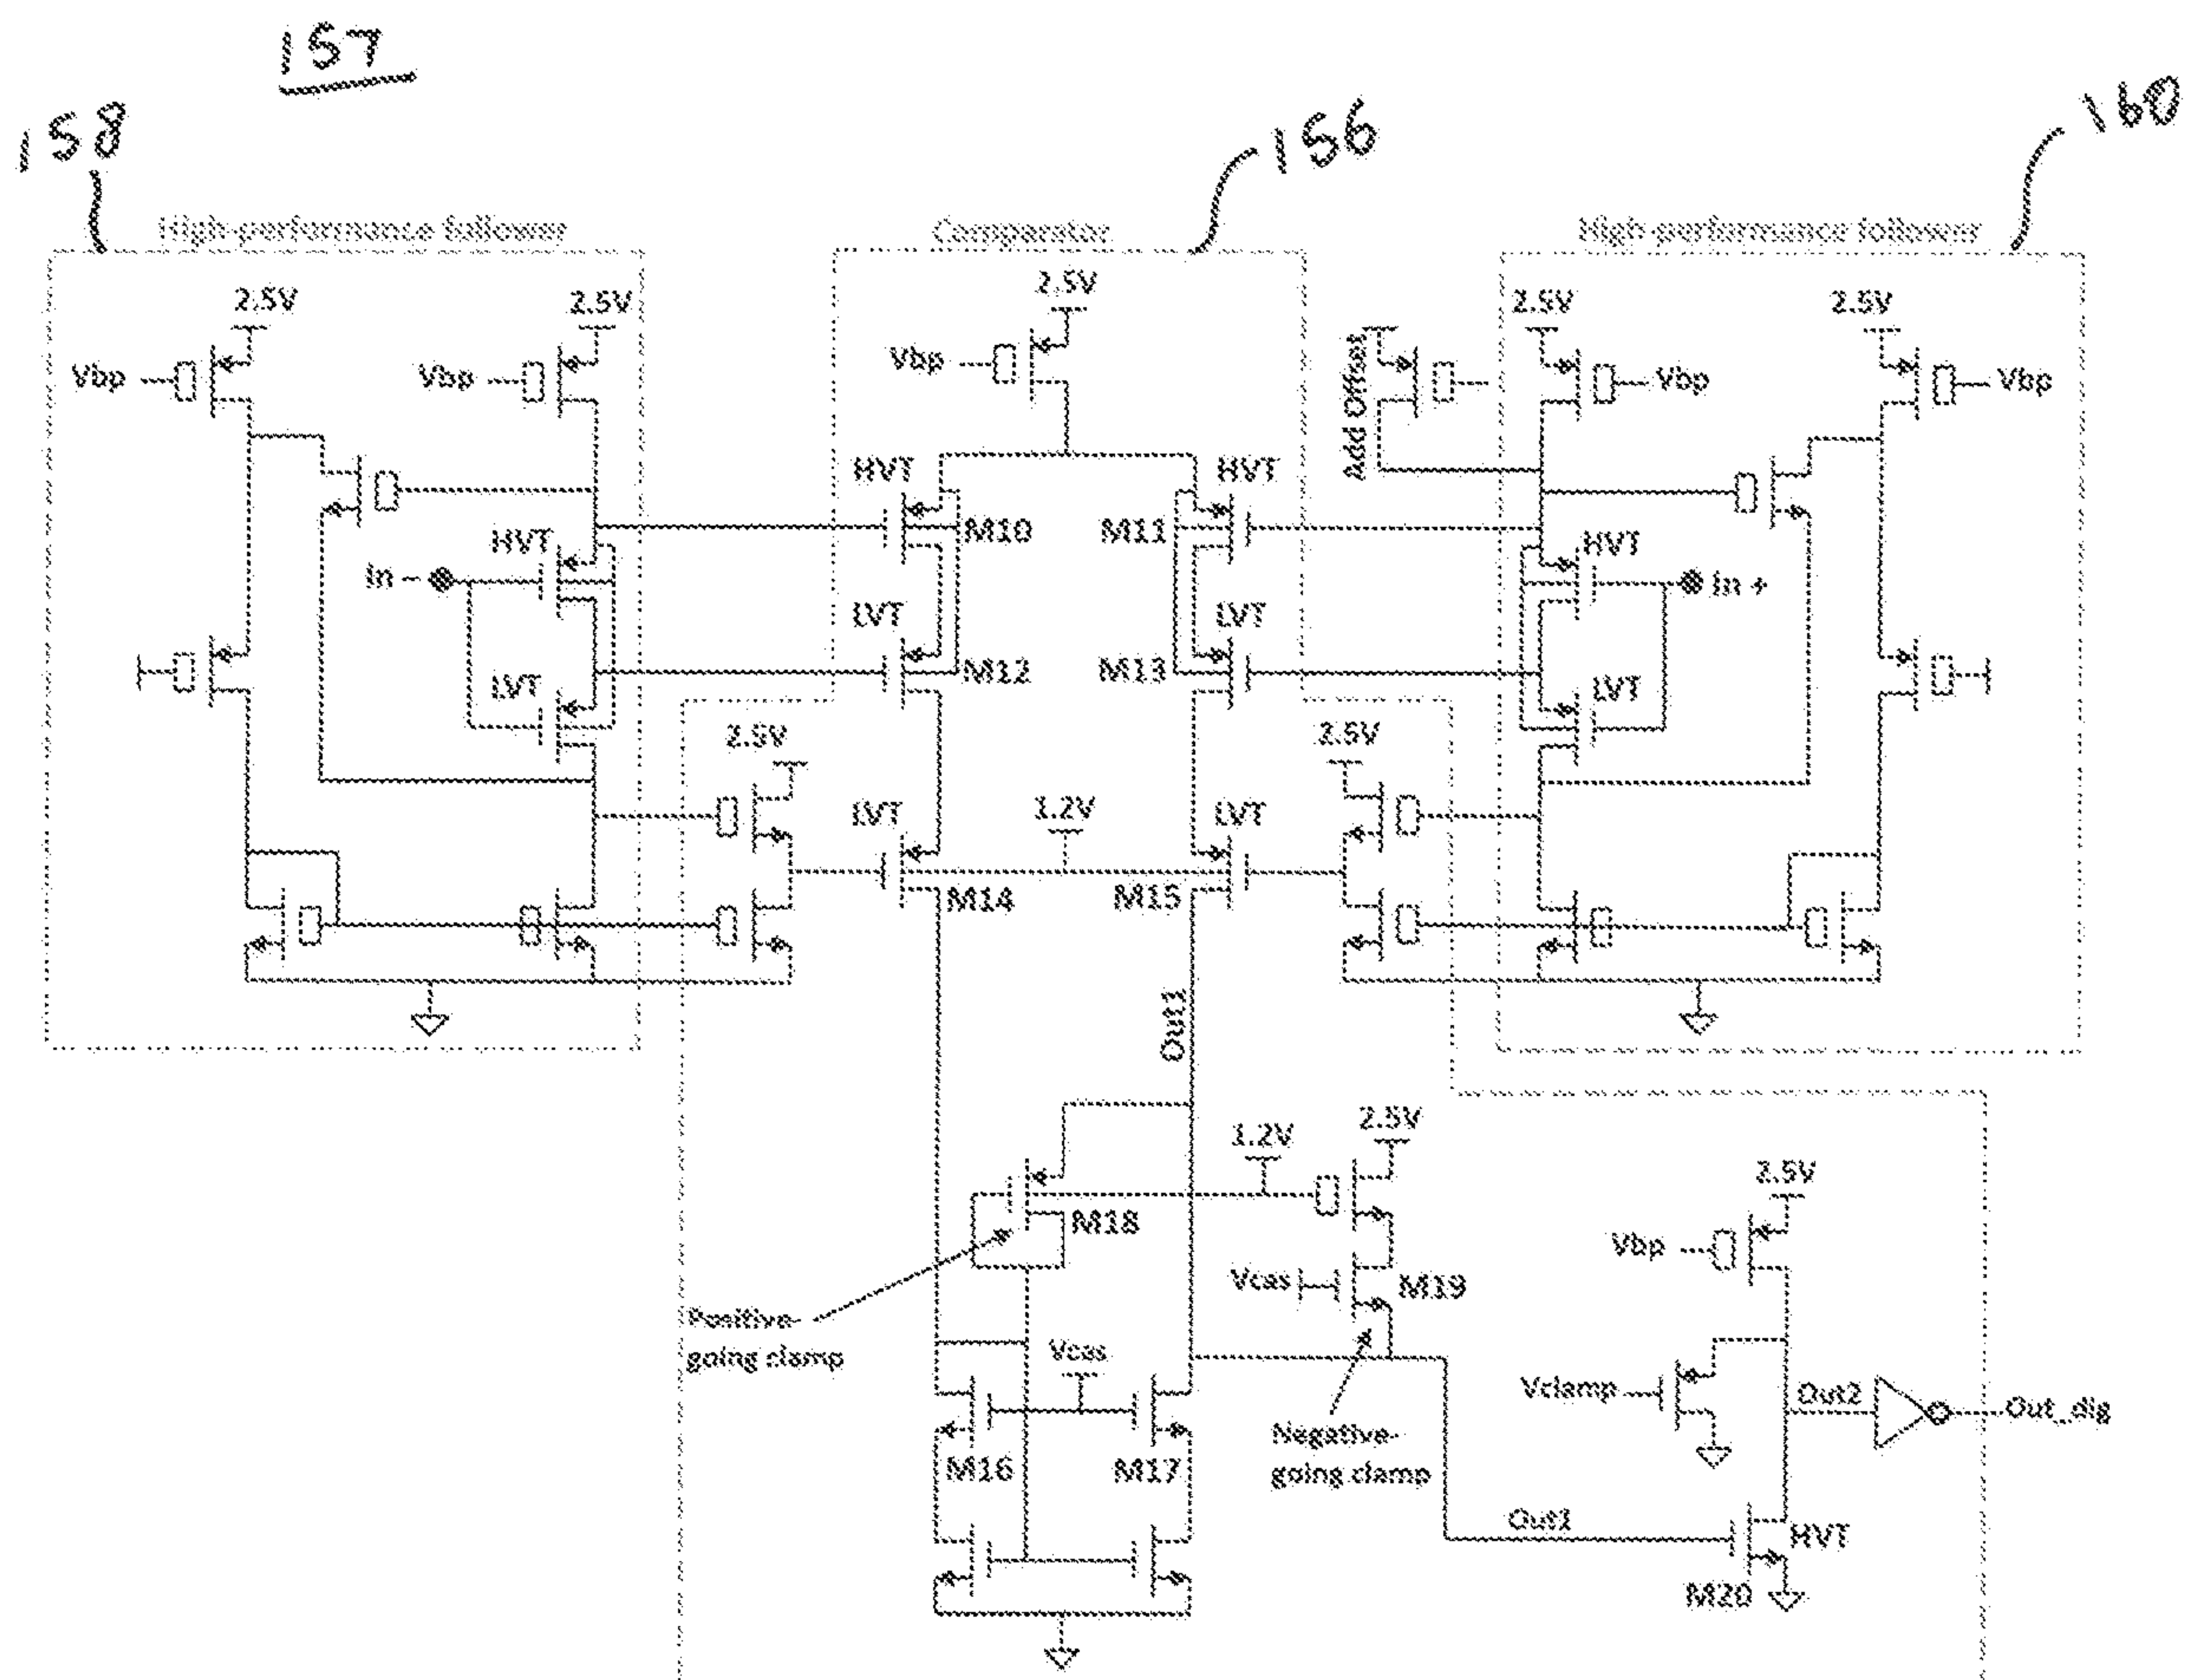 157
158
156
160
High-performance follower
Comparator
High-performance follower
2.5V
2.5V
2.5V
2.5V
2.5V
Vbp
Vbp
Vbp
Add Offset
Vbp
Vbp
HVT
HVT
M10
M11
HVT
HVT
In -
In +
LVT
LVT
M12
M13
LVT
LVT
2.5V
2.5V
LVT
1.2V
LVT
M14
M15
Out1
2.5V
1.2V
2.5V
M18
Vbp
Vcas
M19
Positive-
going clamp
Vcas
Vclamp
Out2
Out_dig
Negative-
going clamp
M16
M17
Out1
HVT
M20